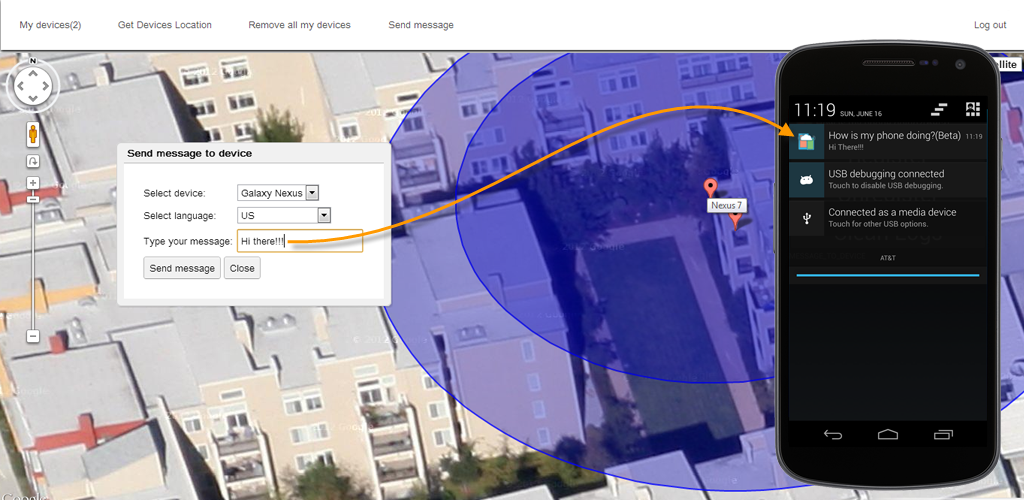 My devices(2) Get Devices Location Remove all my devices Send message Log out
N
llite
Send message to device
Select device: Galaxy Nexus
Select language: US
Type your message: Hi there!!!
Send message Close
Nexus 7
11:19 SUN, JUNE 16
How is my phone doing?(Beta) 11:19
Hi There!!!
USB debugging connected
Touch to disable USB debugging.
Connected as a media device
Touch for other USB options.
AT&T
Google